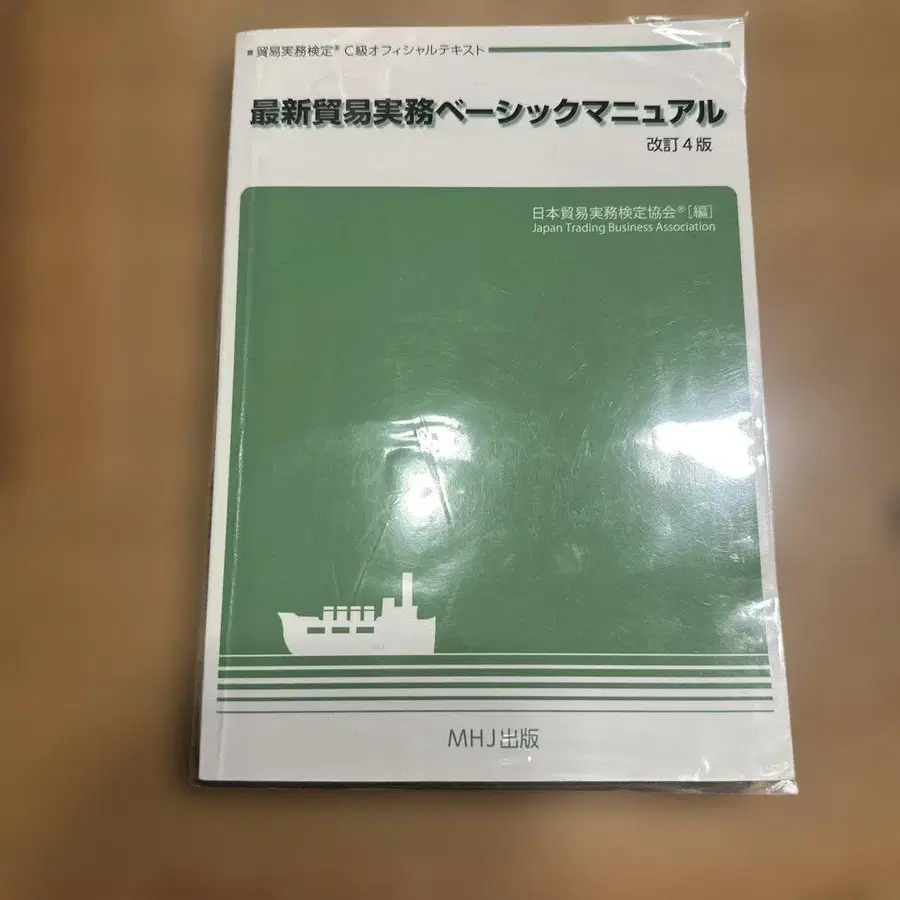 貿易実務検定® C級オフィシャルテキスト
最新貿易実務ベーシックマニュアル
改訂4版
日本貿易実務検定協会®[編]
Japan Trading Business Association
MHJ出版